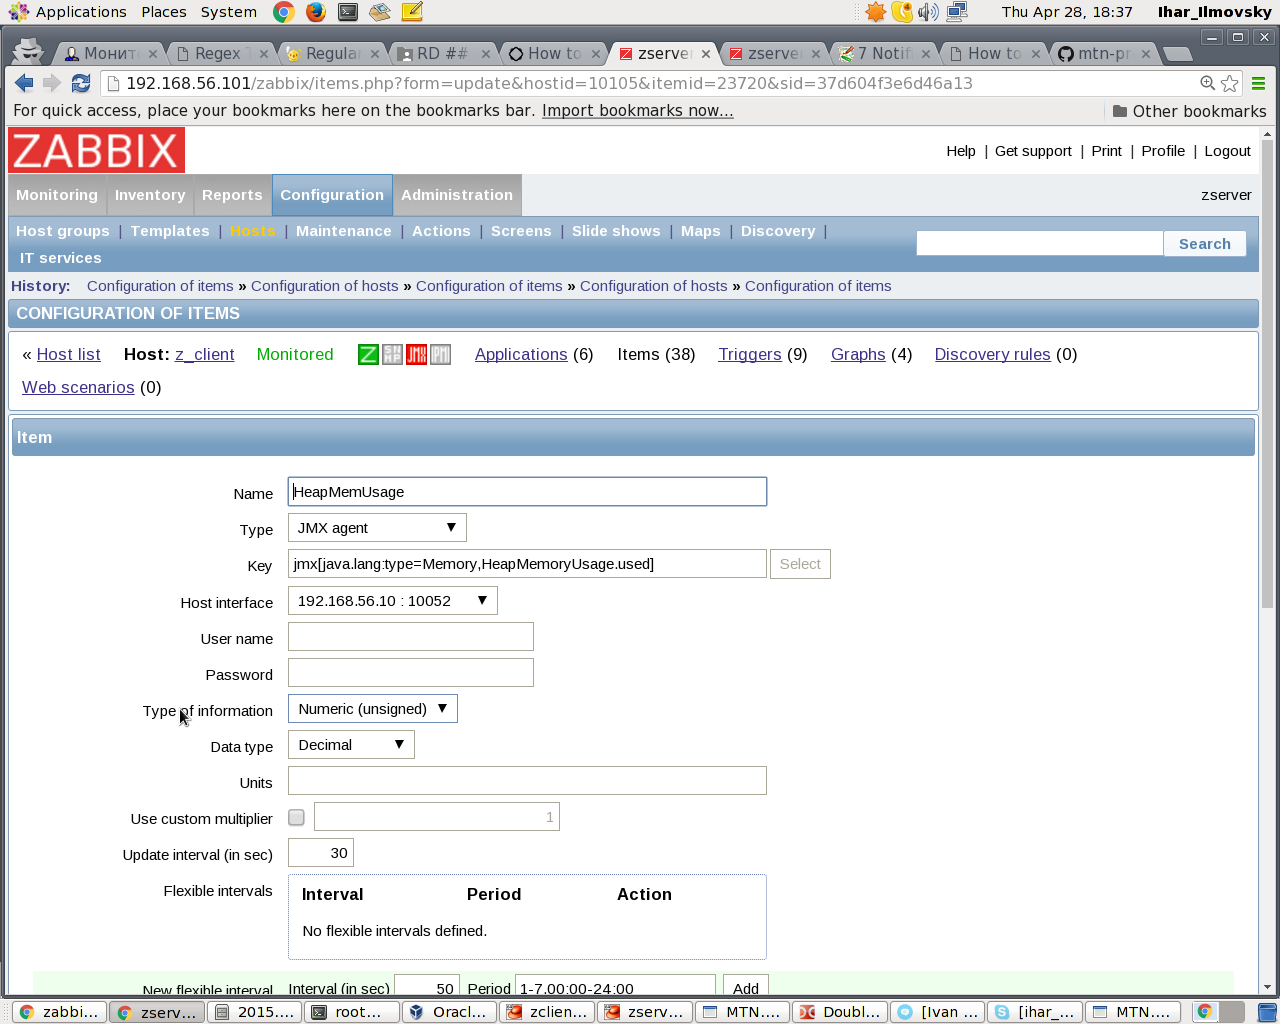 Applications Places System Thu Apr 28, 18:37 Ihar_Ilmovsky
Монит Regex Regular RD ## How to zserver zserver 7 Notif How to mtn-pr
192.168.56.101/zabbix/items.php?form=update&hostid=10105&itemid=23720&sid=37d604f3e6d46a13
For quick access, place your bookmarks here on the bookmarks bar. Import bookmarks now... Other bookmarks
ZABBIX
Help | Get support | Print | Profile | Logout
Monitoring Inventory Reports Configuration Administration zserver
Host groups | Templates | Hosts | Maintenance | Actions | Screens | Slide shows | Maps | Discovery |
IT services
Search
History: Configuration of items » Configuration of hosts » Configuration of items » Configuration of hosts » Configuration of items
CONFIGURATION OF ITEMS
« Host list Host: z_client Monitored Z SNMP JMX IPMI Applications (6) Items (38) Triggers (9) Graphs (4) Discovery rules (0)
Web scenarios (0)
Item
Name HeapMemUsage
Type JMX agent
Key jmx[java.lang:type=Memory,HeapMemoryUsage.used] Select
Host interface 192.168.56.10 : 10052
User name
Password
Type of information Numeric (unsigned)
Data type Decimal
Units
Use custom multiplier 1
Update interval (in sec) 30
Flexible intervals Interval Period Action
No flexible intervals defined.
New flexible interval Interval (in sec) 50 Period 1-7,00:00-24:00 Add
zabbi... zserv... 2015.... root... Oracl... zclien... zserv... MTN.... Doubl... [Ivan ... [ihar_... MTN....